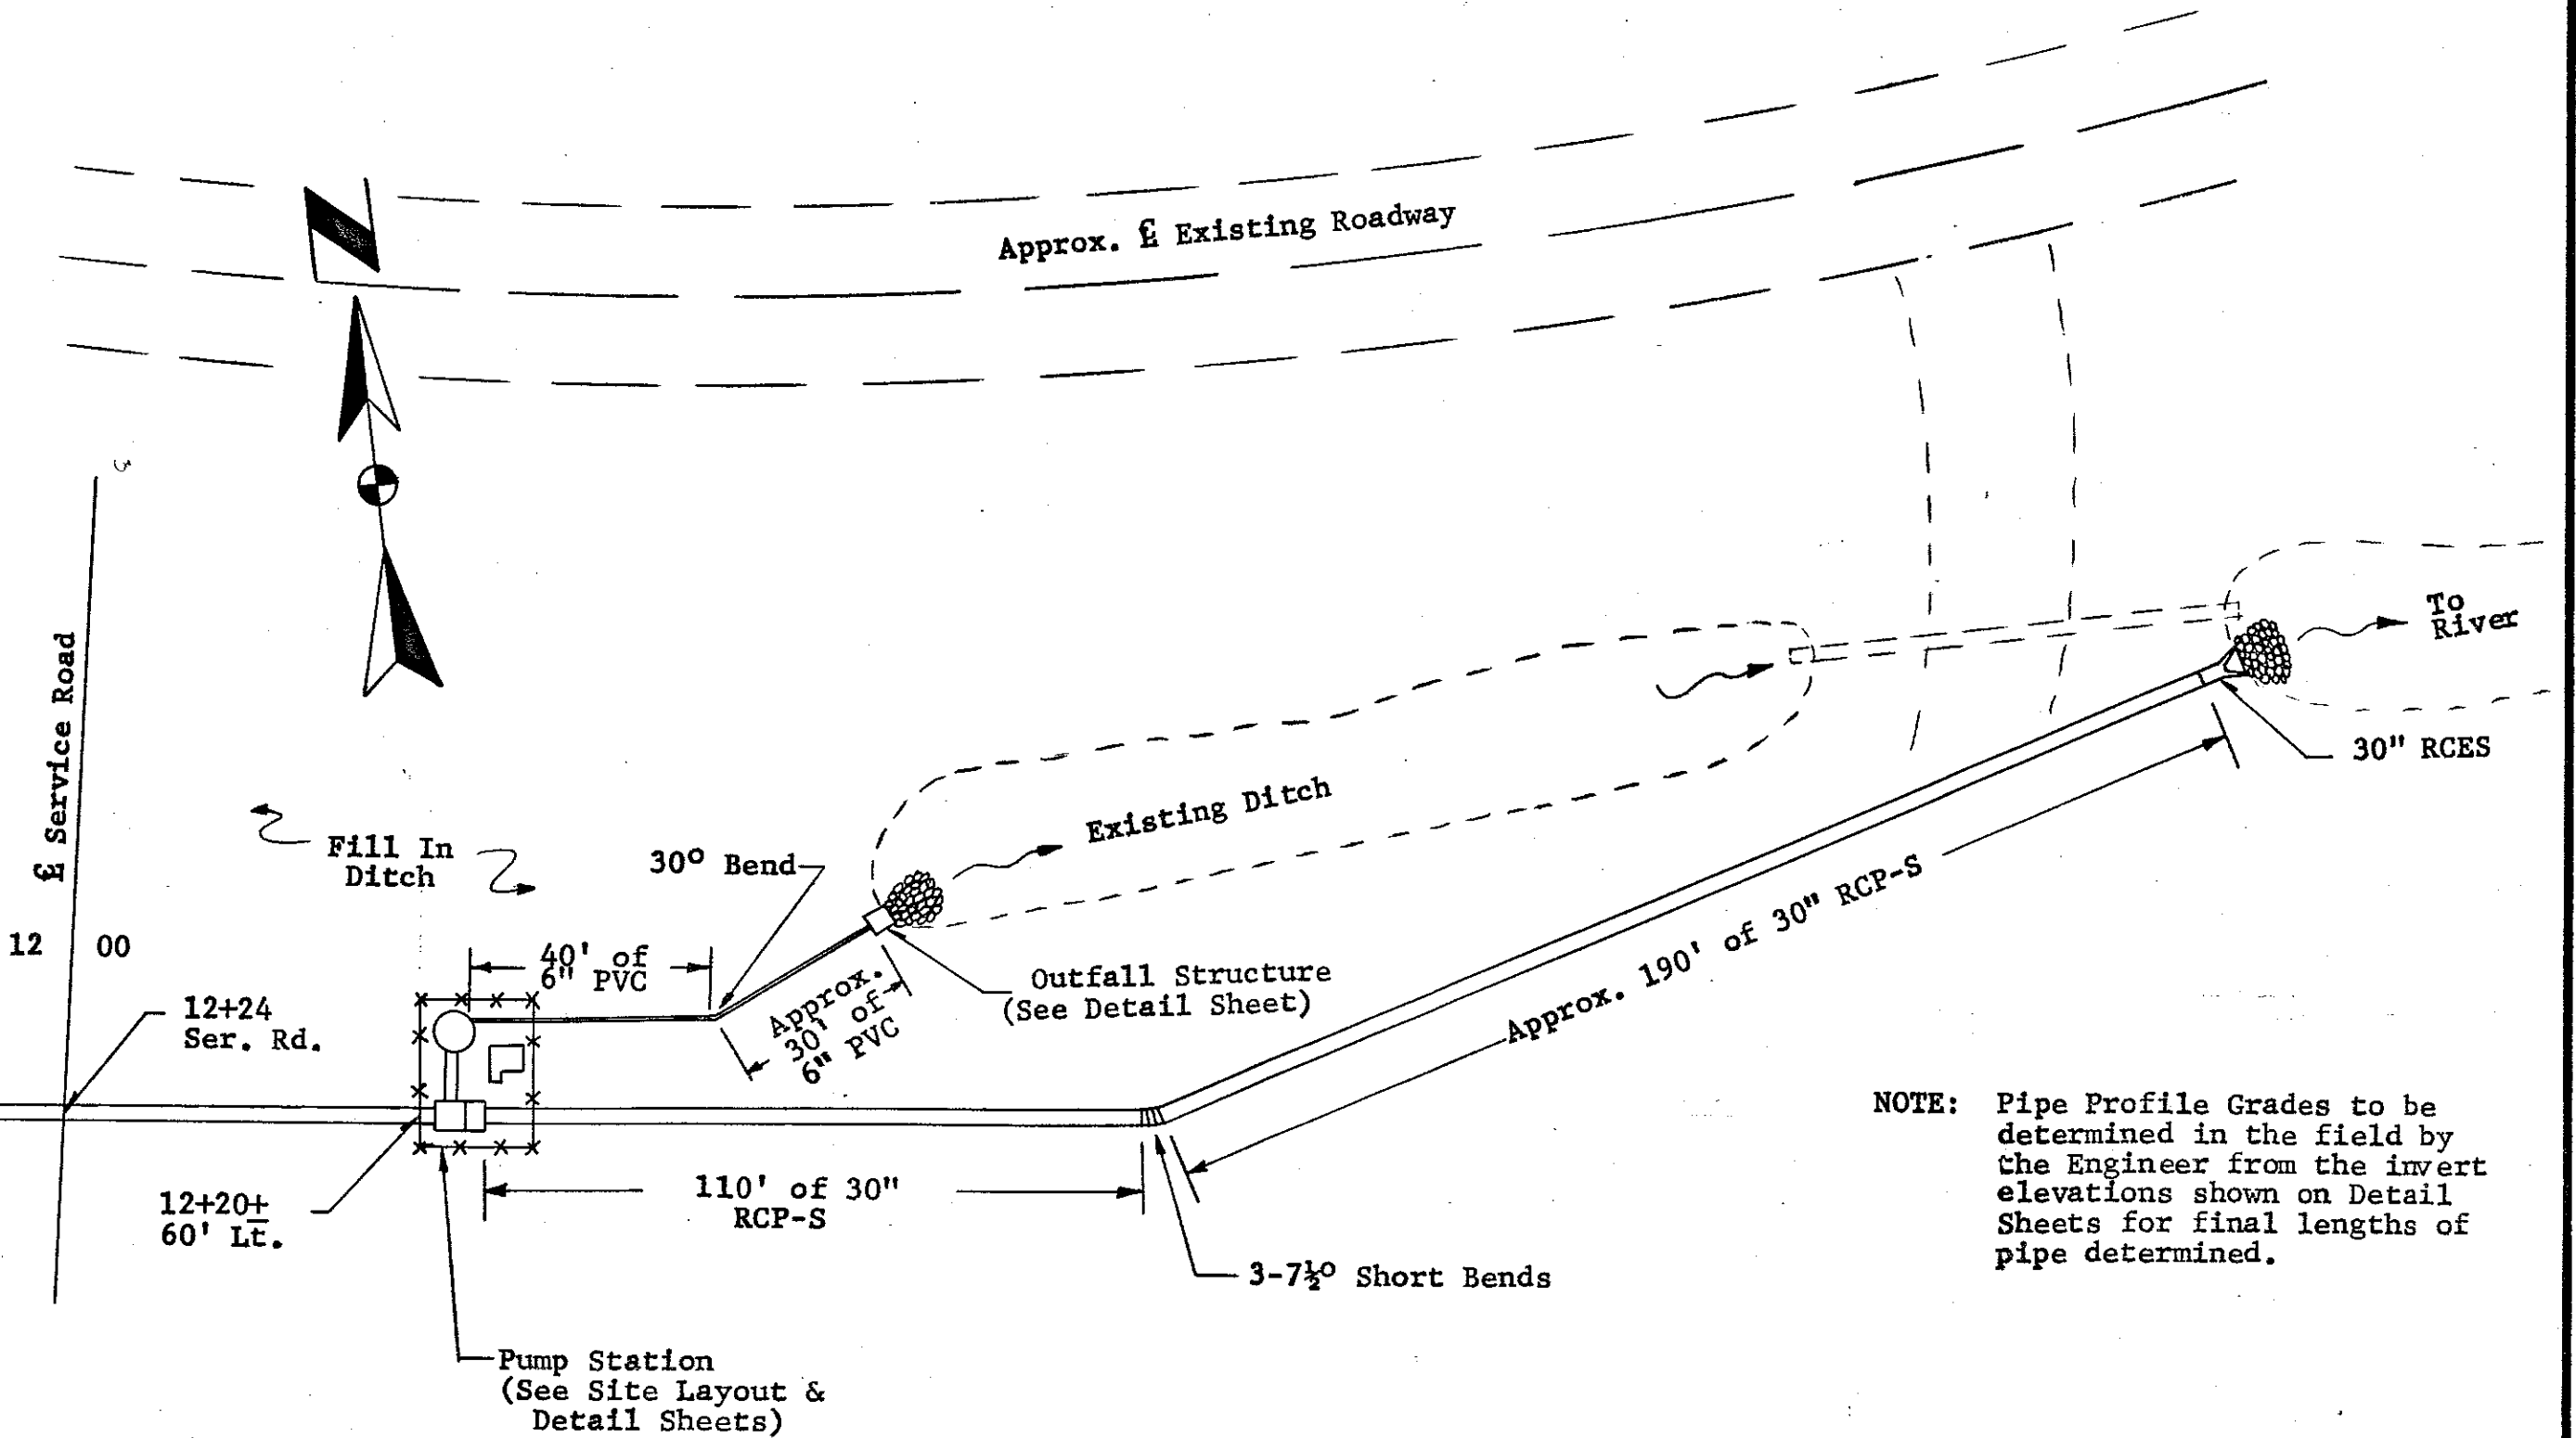 Approx. ℄ Existing Roadway
℄ Service Road
To
River
30" RCES
Existing Ditch
Fill In
Ditch
30° Bend
12 00
40' of
6" PVC
Approx.
30' of
6" PVC
Outfall Structure
(See Detail Sheet)
Approx. 190' of 30" RCP-S
12+24
Ser. Rd.
12+20±
60' Lt.
110' of 30"
RCP-S
3-7½° Short Bends
Pump Station
(See Site Layout &
Detail Sheets)
NOTE: Pipe Profile Grades to be
determined in the field by
the Engineer from the invert
elevations shown on Detail
Sheets for final lengths of
pipe determined.